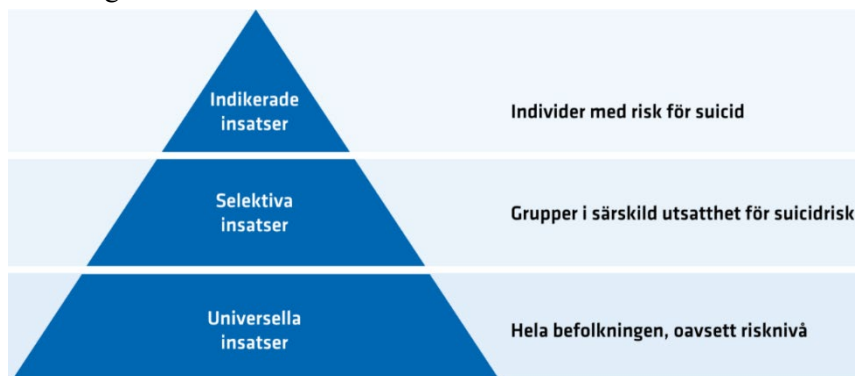 Indikerade
insatser
Individer med risk för suicid
Selektiva
insatser
Grupper i särskild utsatthet för suicidrisk
Universella
insatser
Hela befolkningen, oavsett risknivå